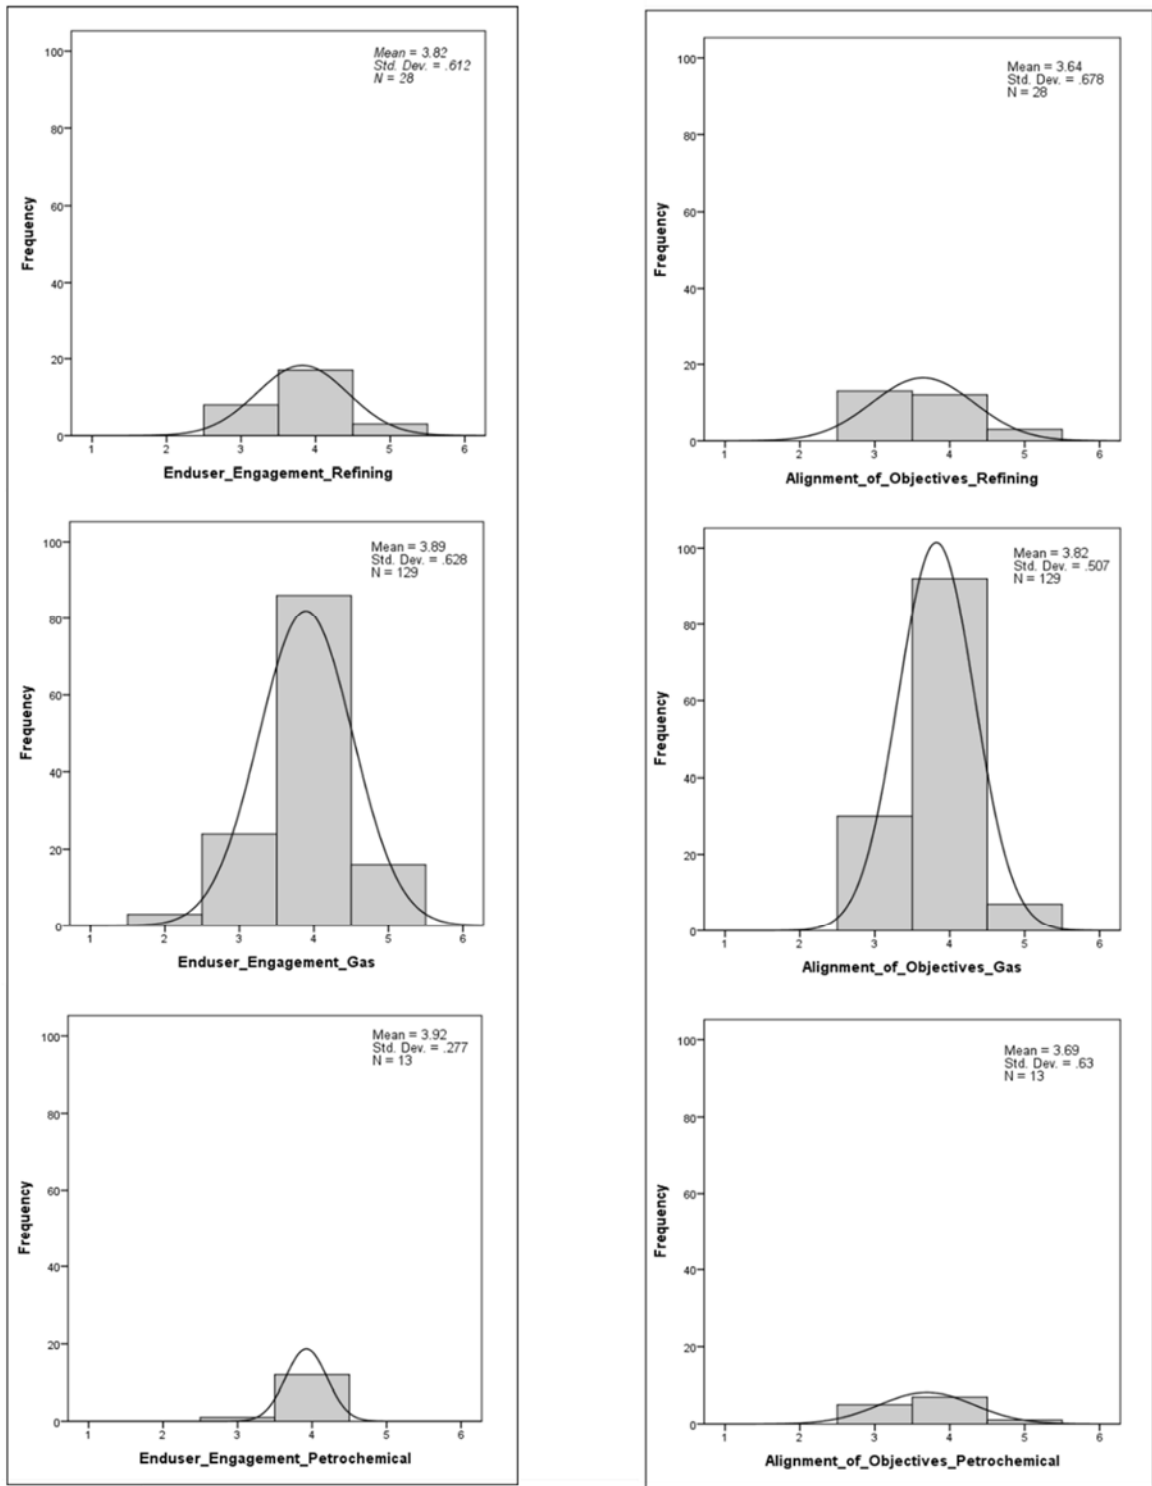 Mean = 3.82
Std. Dev. = .612
N = 28
100
80
60
40
20
0
Frequency
1 2 3 4 5 6
Enduser_Engagement_Refining
Mean = 3.64
Std. Dev. = .678
N = 28
100
80
60
40
20
0
Frequency
1 2 3 4 5 6
Alignment_of_Objectives_Refining
Mean = 3.89
Std. Dev. = .628
N = 129
100
80
60
40
20
0
Frequency
1 2 3 4 5 6
Enduser_Engagement_Gas
Mean = 3.82
Std. Dev. = .507
N = 129
100
80
60
40
20
0
Frequency
1 2 3 4 5 6
Alignment_of_Objectives_Gas
Mean = 3.92
Std. Dev. = .277
N = 13
100
80
60
40
20
0
Frequency
1 2 3 4 5 6
Enduser_Engagement_Petrochemical
Mean = 3.69
Std. Dev. = .63
N = 13
100
80
60
40
20
0
Frequency
1 2 3 4 5 6
Alignment_of_Objectives_Petrochemical